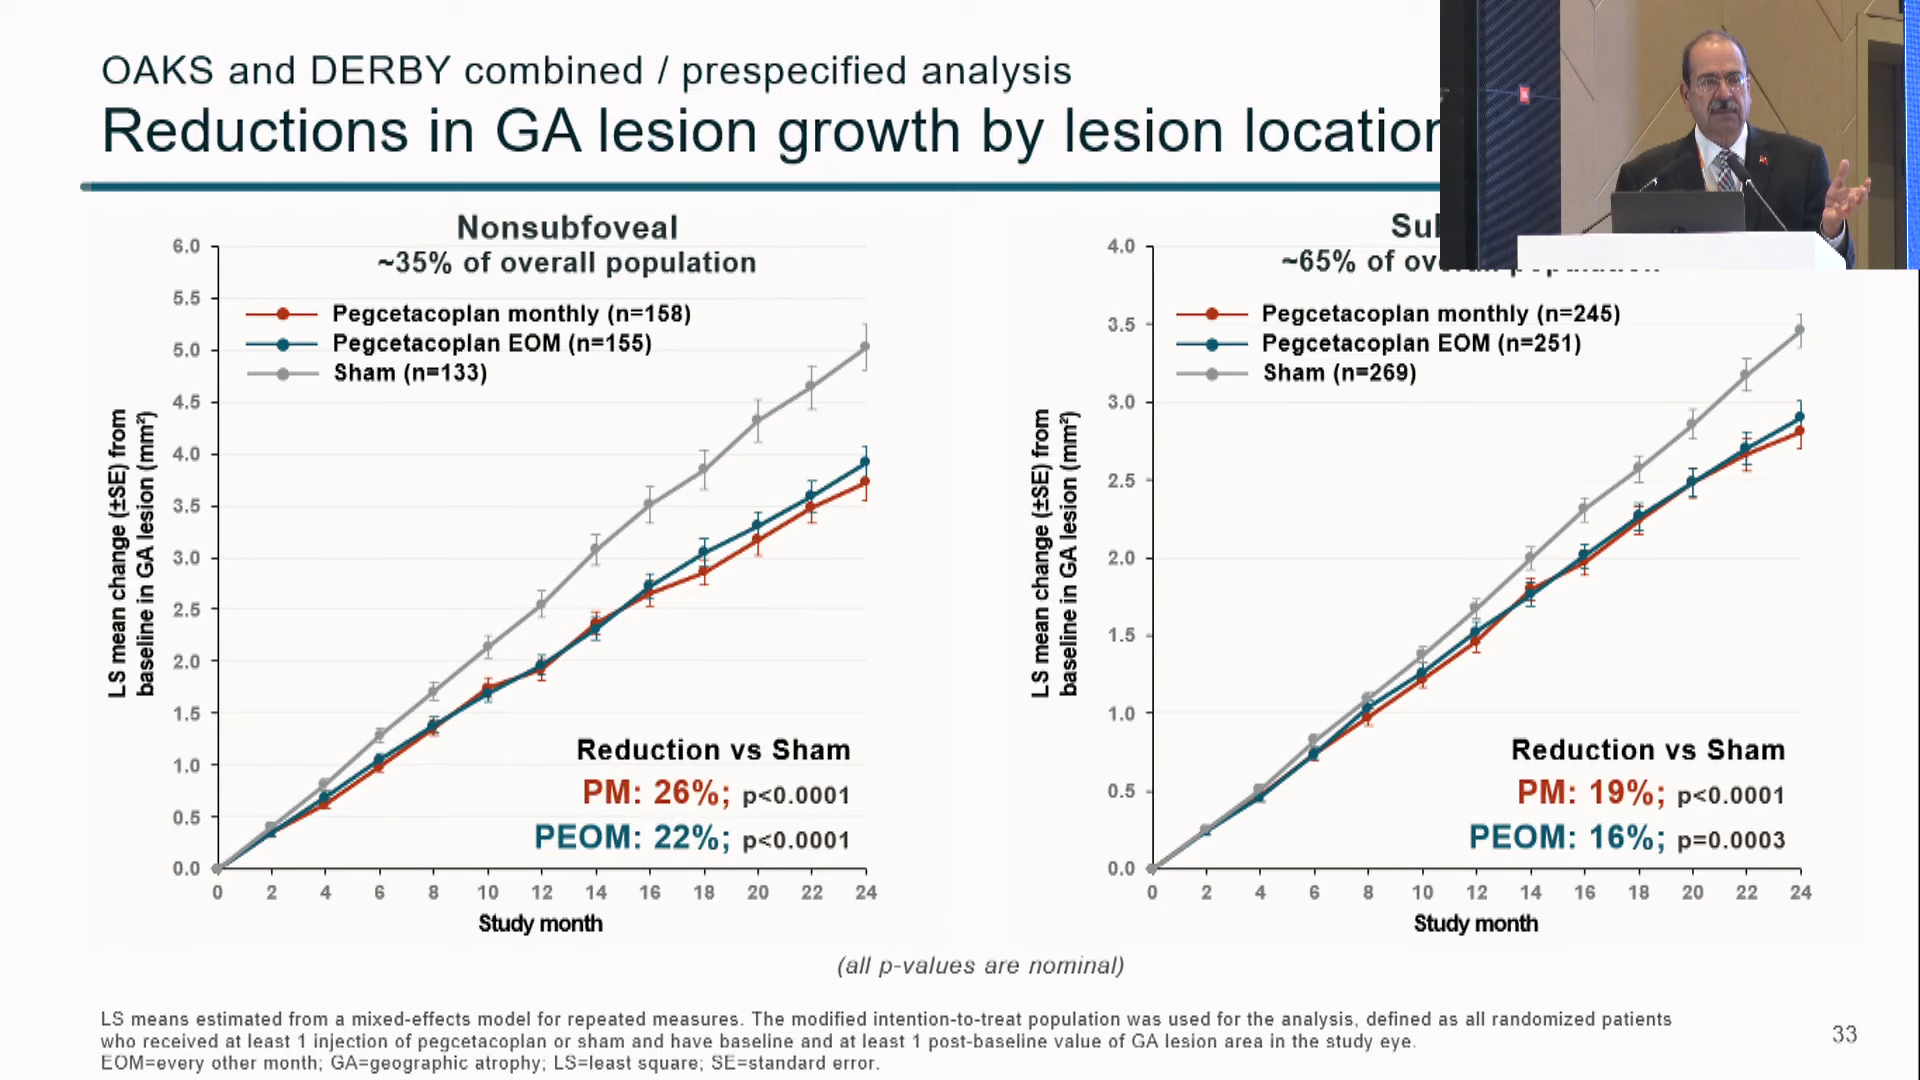 OAKS and DERBY combined / prespecified analysis
Reductions in GA lesion growth by lesion location
Nonsubfoveal
~35% of overall population
6.0
5.5
5.0
4.5
4.0
3.5
3.0
2.5
2.0
1.5
1.0
0.5
0.0
Pegcetacoplan monthly (n=158)
Pegcetacoplan EOM (n=155)
Sham (n=133)
LS mean change (±SE) from
baseline in GA lesion (mm²)
Reduction vs Sham
PM: 26%; p<0.0001
PEOM: 22%; p<0.0001
0 2 4 6 8 10 12 14 16 18 20 22 24
Study month
~65% of overall population
4.0
3.5
3.0
2.5
2.0
1.5
1.0
0.5
0.0
Pegcetacoplan monthly (n=245)
Pegcetacoplan EOM (n=251)
Sham (n=269)
LS mean change (±SE) from
baseline in GA lesion (mm²)
Reduction vs Sham
PM: 19%; p<0.0001
PEOM: 16%; p=0.0003
0 2 4 6 8 10 12 14 16 18 20 22 24
Study month
(all p-values are nominal)
LS means estimated from a mixed-effects model for repeated measures. The modified intention-to-treat population was used for the analysis, defined as all randomized patients
who received at least 1 injection of pegcetacoplan or sham and have baseline and at least 1 post-baseline value of GA lesion area in the study eye.
EOM=every other month; GA=geographic atrophy; LS=least square; SE=standard error.
33